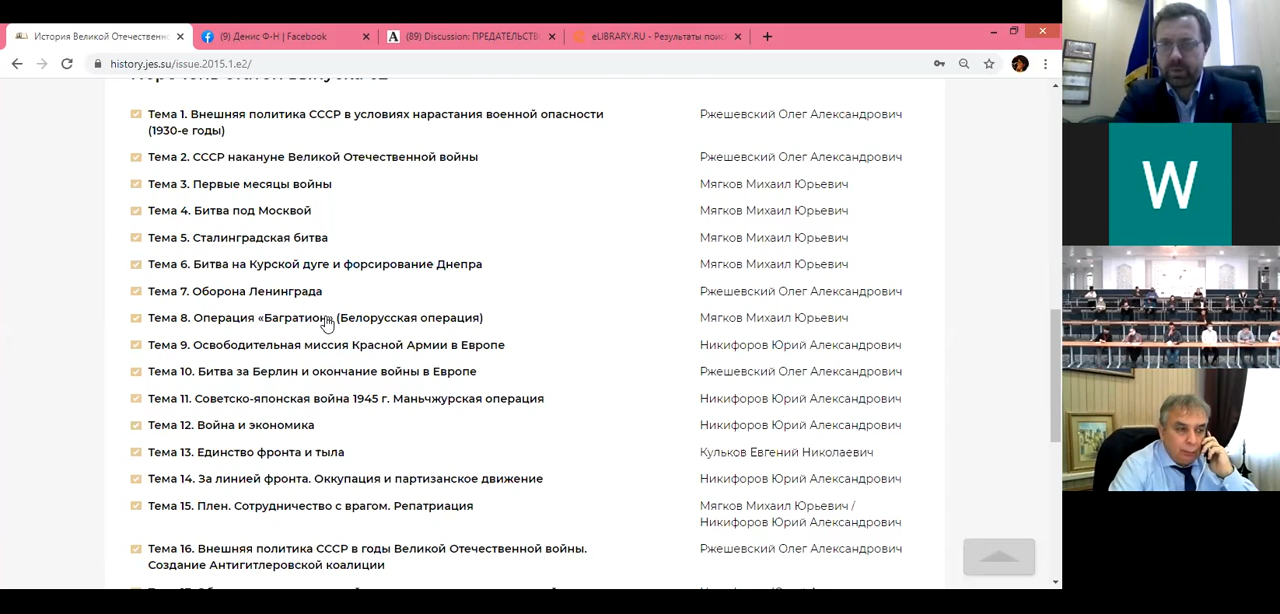 История Великой Отечественн
(9) Денис Ф-Н | Facebook
(89) Discussion: ПРЕДАТЕЛЬСТВ
eLIBRARY.RU - Результаты поис
history.jes.su/issue.2015.1.e2/
Тема 1. Внешняя политика СССР в условиях нарастания военной опасности
(1930-е годы)
Ржешевский Олег Александрович
Тема 2. СССР накануне Великой Отечественной войны
Ржешевский Олег Александрович
Тема 3. Первые месяцы войны
Мягков Михаил Юрьевич
Тема 4. Битва под Москвой
Мягков Михаил Юрьевич
Тема 5. Сталинградская битва
Мягков Михаил Юрьевич
Тема 6. Битва на Курской дуге и форсирование Днепра
Мягков Михаил Юрьевич
Тема 7. Оборона Ленинграда
Ржешевский Олег Александрович
Тема 8. Операция «Багратион» (Белорусская операция)
Мягков Михаил Юрьевич
Тема 9. Освободительная миссия Красной Армии в Европе
Никифоров Юрий Александрович
Тема 10. Битва за Берлин и окончание войны в Европе
Ржешевский Олег Александрович
Тема 11. Советско-японская война 1945 г. Маньчжурская операция
Никифоров Юрий Александрович
Тема 12. Война и экономика
Никифоров Юрий Александрович
Тема 13. Единство фронта и тыла
Кульков Евгений Николаевич
Тема 14. За линией фронта. Оккупация и партизанское движение
Никифоров Юрий Александрович
Тема 15. Плен. Сотрудничество с врагом. Репатриация
Мягков Михаил Юрьевич /
Никифоров Юрий Александрович
Тема 16. Внешняя политика СССР в годы Великой Отечественной войны.
Создание Антигитлеровской коалиции
Ржешевский Олег Александрович
W